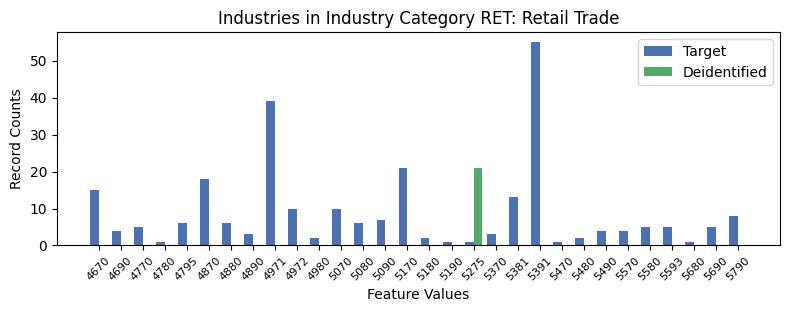 Industries in Industry Category RET: Retail Trade
Target
Deidentified
Record Counts
50
40
30
20
10
0
4670 4690 4770 4780 4795 4870 4880 4890 4971 4972 4980 5070 5080 5090 5170 5180 5190 5275 5370 5381 5391 5470 5480 5490 5570 5580 5593 5680 5690 5790
Feature Values